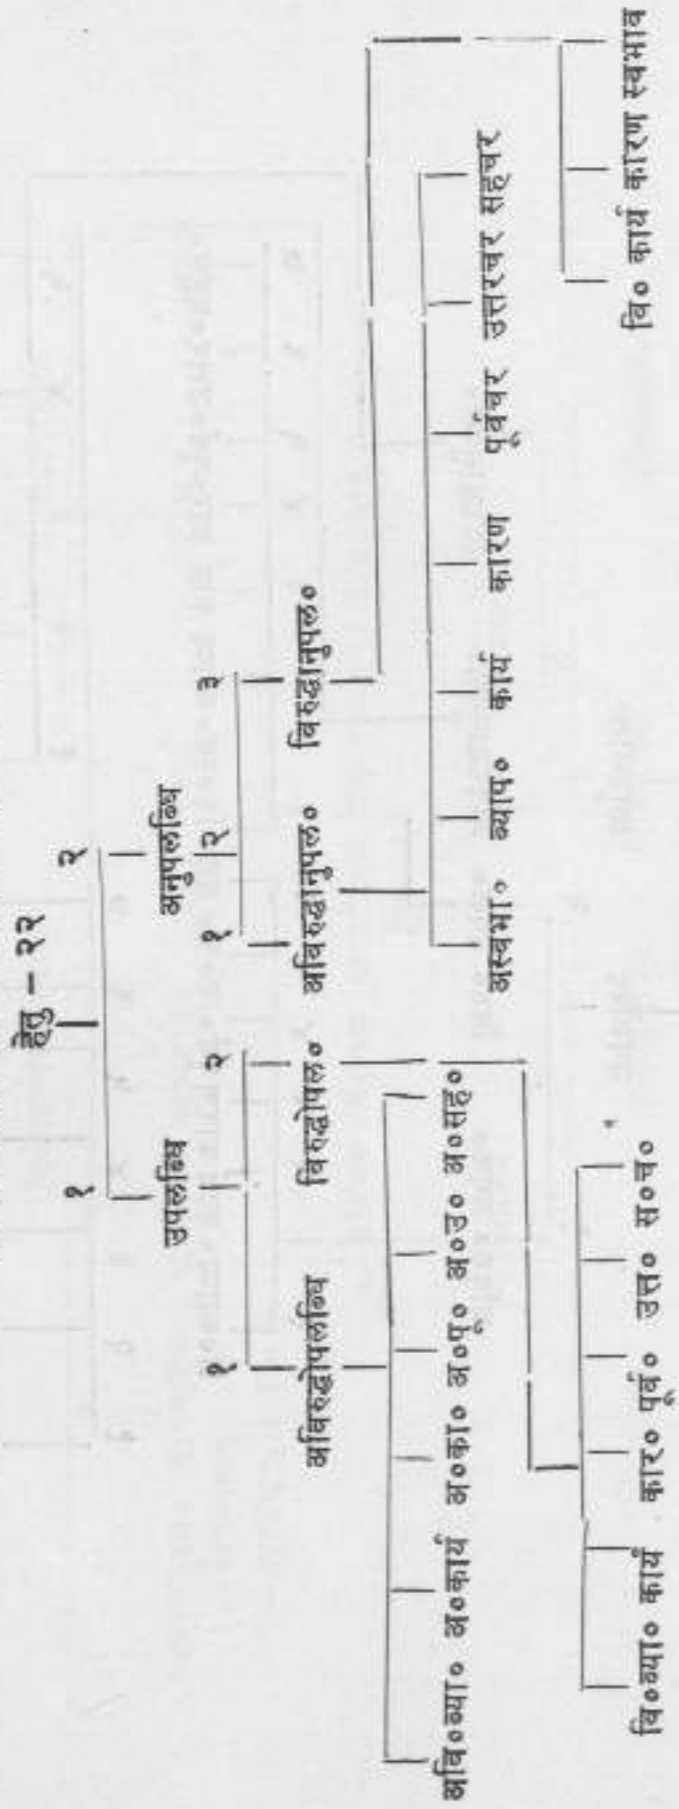 हेतु - २२
१ २
उपलब्धि अनुपलब्धि
१ २ १ २ ३
अविरुद्धोपलब्धि विरुद्धोपल० अविरुद्धानुपल० विरुद्धानुपल०
अवि०व्या० अ०कार्य अ०का० अ०पू० अ०उ० अ०सह० अस्वभा० व्याप० कार्य कारण पूर्वचर उत्तरचर सहचर
वि०व्या० कार्य कार० पूर्व० उत्त० स०च० वि० कार्य कारण स्वभाव